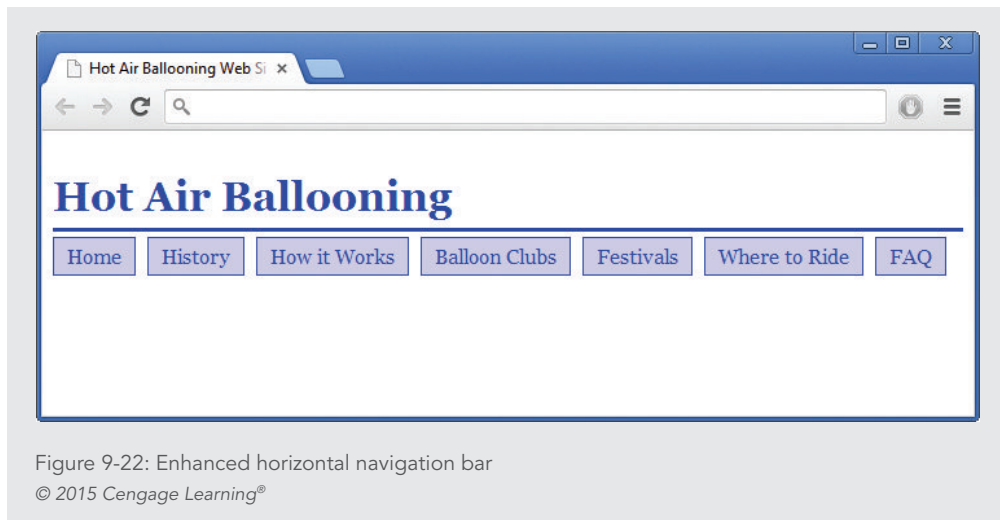 Hot Air Ballooning Web Si
Hot Air Ballooning
Home History How it Works Balloon Clubs Festivals Where to Ride FAQ
Figure 9-22: Enhanced horizontal navigation bar
© 2015 Cengage Learning®